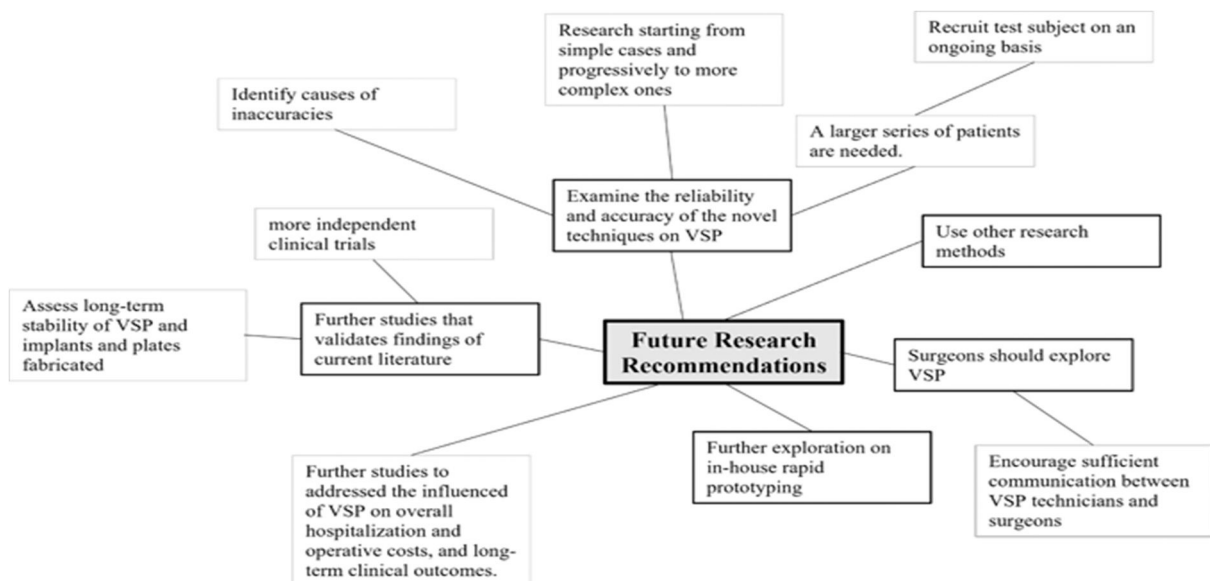 Research starting from
simple cases and
progressively to more
complex ones
Recruit test subject on an
ongoing basis
Identify causes of
inaccuracies
A larger series of patients
are needed.
Examine the reliability
and accuracy of the novel
techniques on VSP
more independent
clinical trials
Use other research
methods
Assess long-term
stability of VSP and
implants and plates
fabricated
Further studies that
validates findings of
current literature
Future Research
Recommendations
Surgeons should explore
VSP
Further exploration on
in-house rapid
prototyping
Encourage sufficient
communication between
VSP technicians and
surgeons
Further studies to
addressed the influenced
of VSP on overall
hospitalization and
operative costs, and long-
term clinical outcomes.